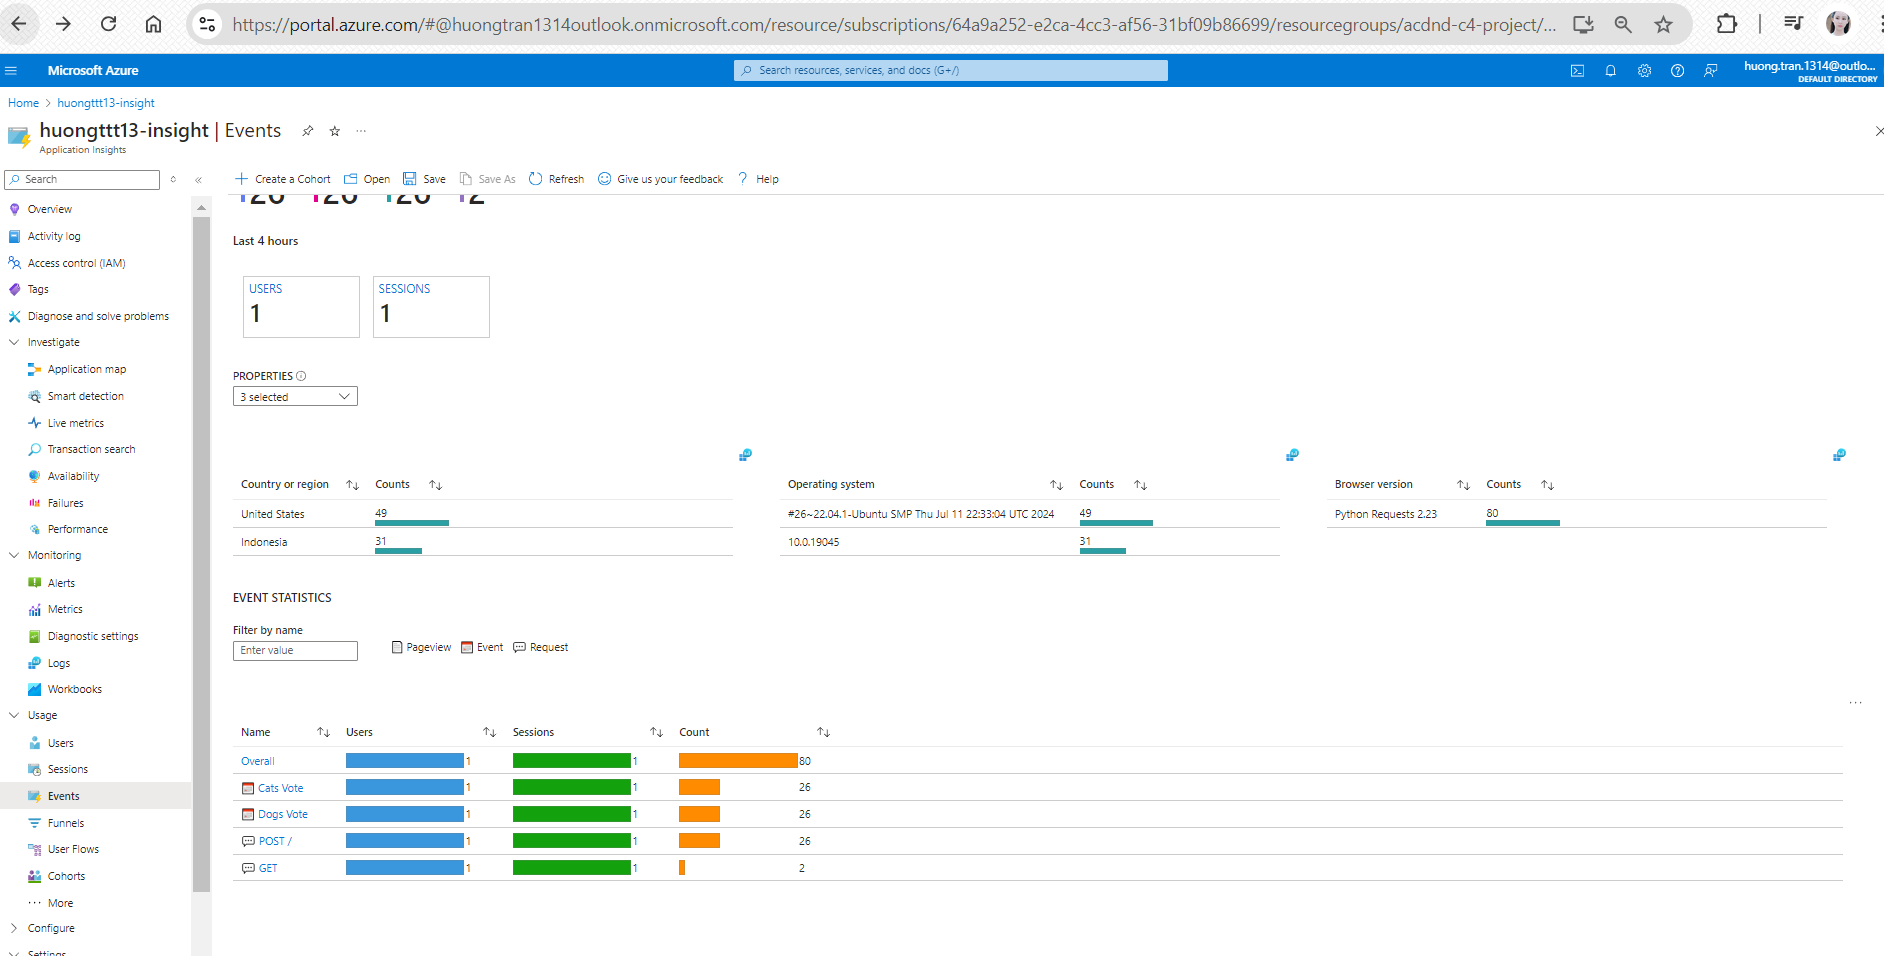 https://portal.azure.com/#@huongtran1314outlook.onmicrosoft.com/resource/subscriptions/64a9a252-e2ca-4cc3-af56-31bf09b86699/resourcegroups/acdnd-c4-project/...
Microsoft Azure
Search resources, services, and docs (G+/)
huong.tran.1314@outlo...
DEFAULT DIRECTORY
Home > huongttt13-insight
huongttt13-insight | Events
Application Insights
Search
Create a Cohort Open Save Save As Refresh Give us your feedback Help
Overview
Activity log
Access control (IAM)
Tags
Diagnose and solve problems
Investigate
Application map
Smart detection
Live metrics
Transaction search
Availability
Failures
Performance
Monitoring
Alerts
Metrics
Diagnostic settings
Logs
Workbooks
Usage
Users
Sessions
Events
Funnels
User Flows
Cohorts
More
Configure
Settings
26 26 26 2
Last 4 hours
USERS SESSIONS
1 1
PROPERTIES
3 selected
Country or region Counts
United States 49
Indonesia 31
Operating system Counts
#26~22.04.1-Ubuntu SMP Thu Jul 11 22:33:04 UTC 2024 49
10.0.19045 31
Browser version Counts
Python Requests 2.23 80
EVENT STATISTICS
Filter by name
Enter value
Pageview Event Request
Name Users Sessions Count
Overall 1 1 80
Cats Vote 1 1 26
Dogs Vote 1 1 26
POST / 1 1 26
GET 1 1 2